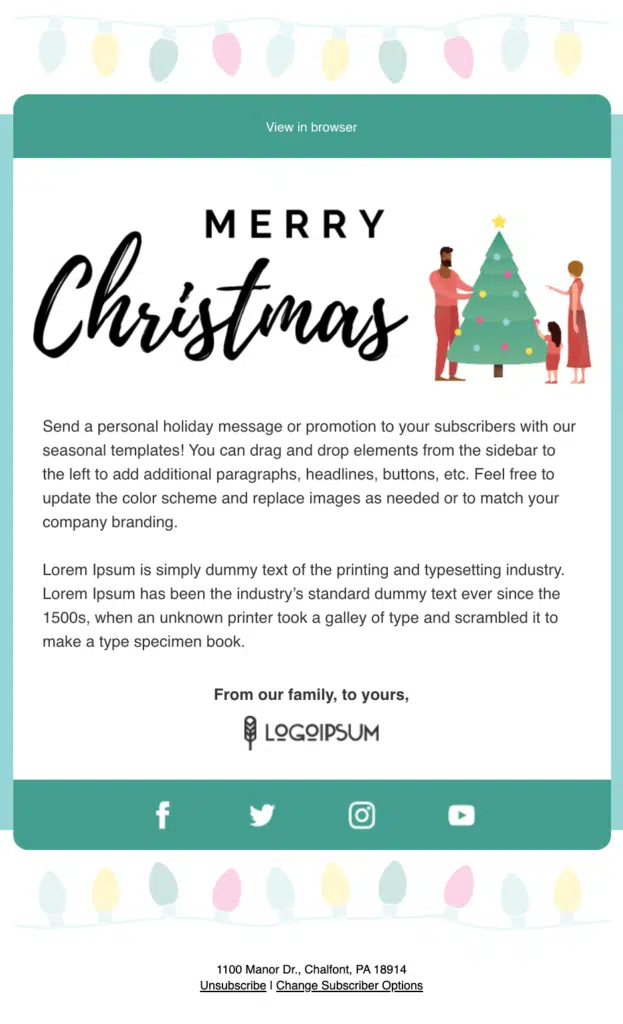 View in browser
MERRY
Christmas
Send a personal holiday message or promotion to your subscribers with our
seasonal templates! You can drag and drop elements from the sidebar to
the left to add additional paragraphs, headlines, buttons, etc. Feel free to
update the color scheme and replace images as needed or to match your
company branding.
Lorem Ipsum is simply dummy text of the printing and typesetting industry.
Lorem Ipsum has been the industry’s standard dummy text ever since the
1500s, when an unknown printer took a galley of type and scrambled it to
make a type specimen book.
From our family, to yours,
LOGOIPSUM
1100 Manor Dr., Chalfont, PA 18914
Unsubscribe | Change Subscriber Options